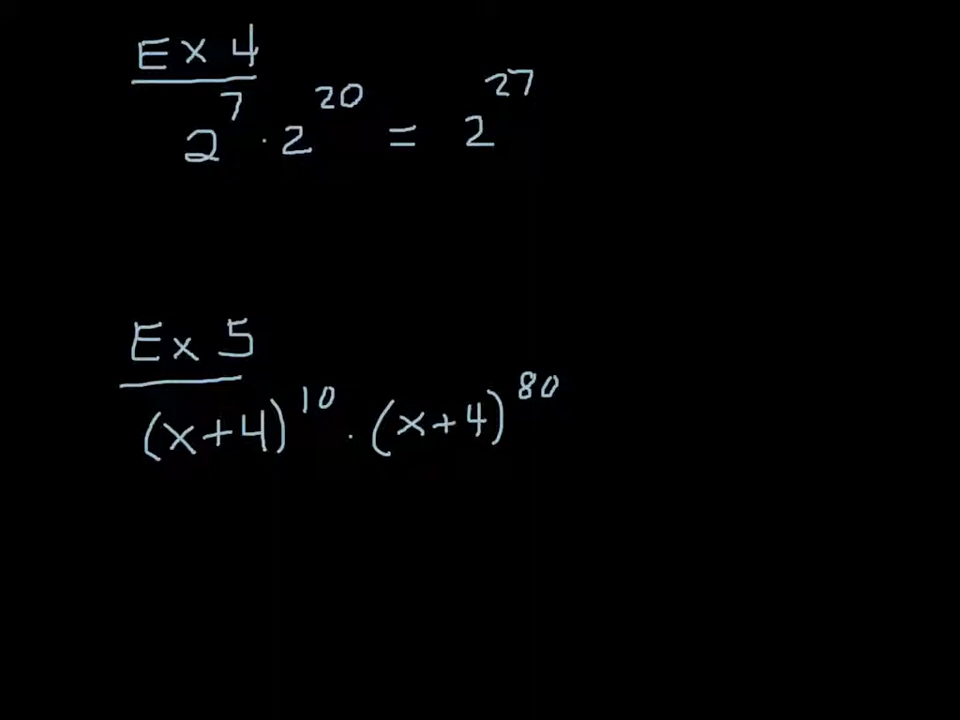 Ex 4
2^7 · 2^20 = 2^27
Ex 5
(x+4)^10 · (x+4)^80